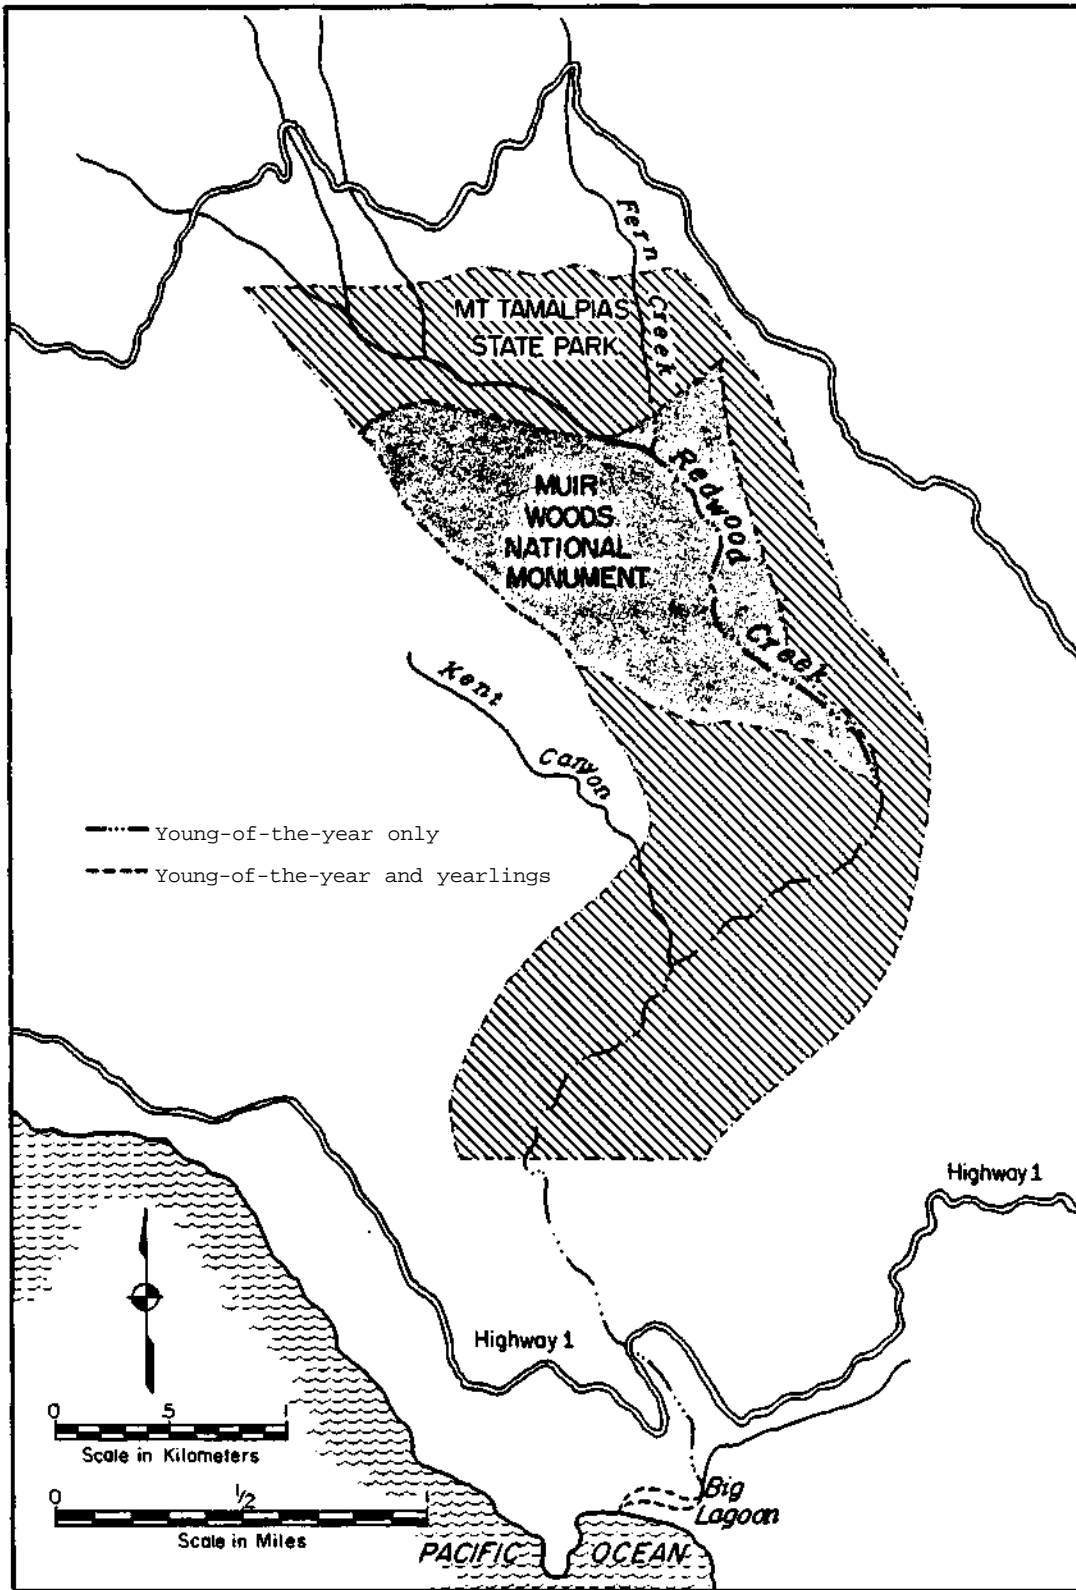 Fern
Creek
MT TAMALPIAS
STATE PARK
Redwood
Creek
MUIR
WOODS
NATIONAL
MONUMENT
Kent
Canyon
Young-of-the-year only
Young-of-the-year and yearlings
Highway 1
Highway 1
0 .5 1
Scale in Kilometers
0 1/2 1
Scale in Miles
Big
Lagoon
PACIFIC OCEAN